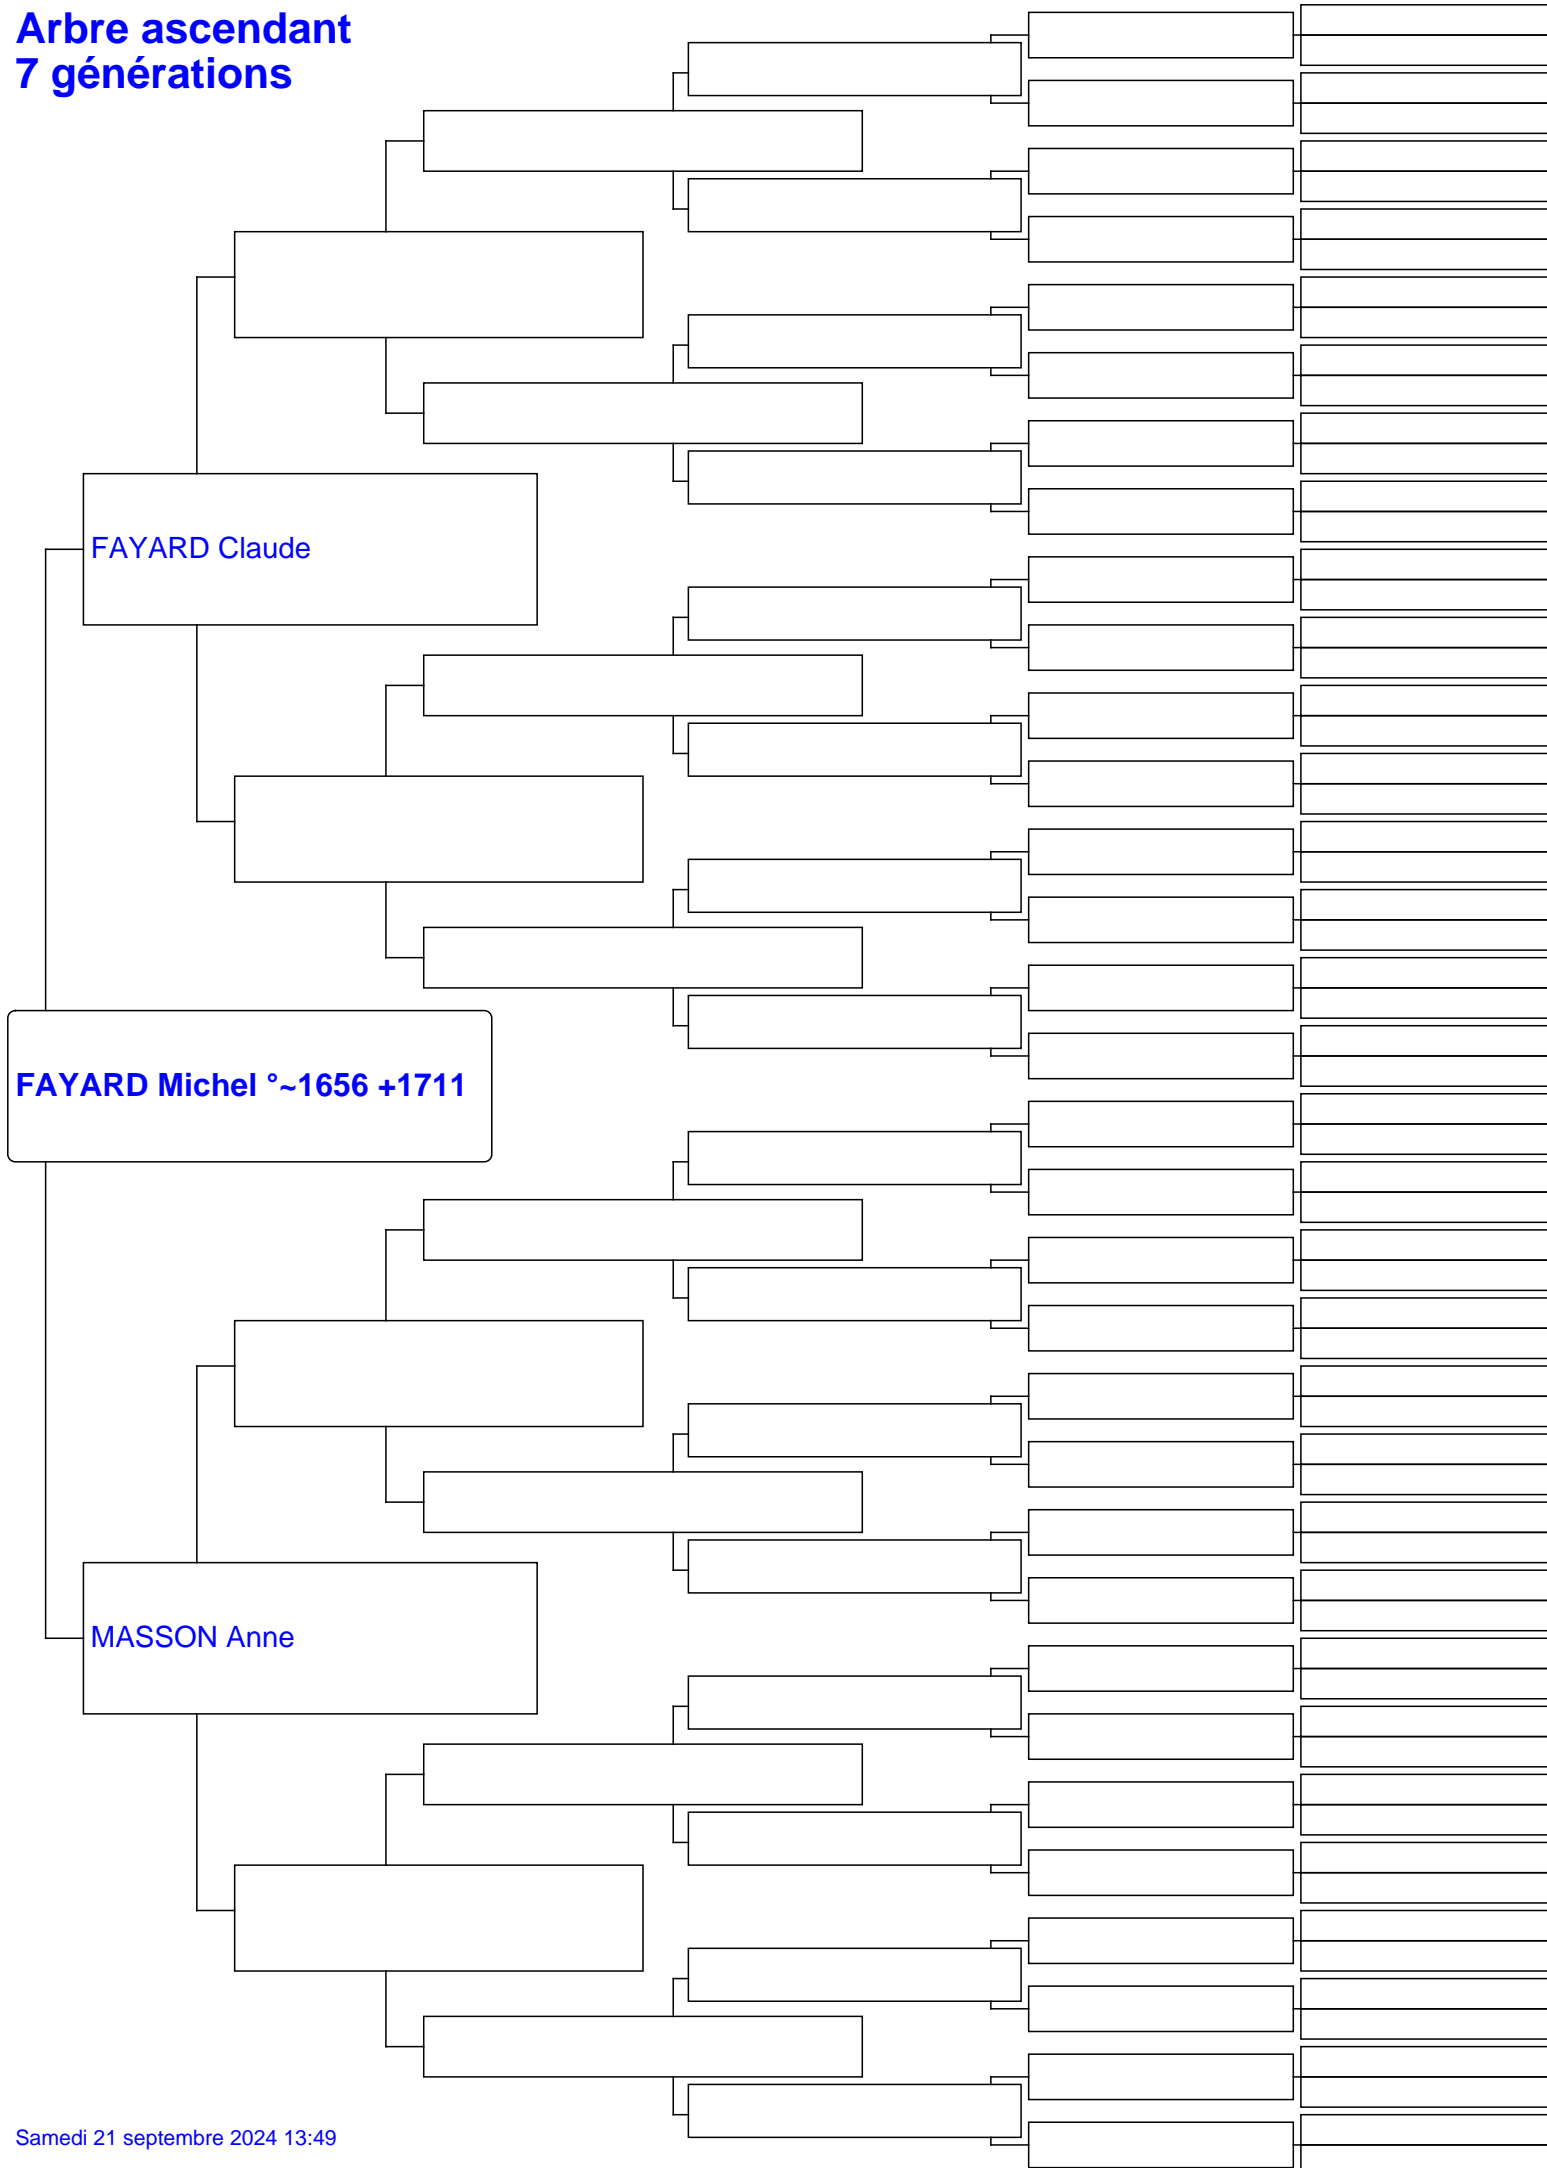 Arbre ascendant
7 générations
FAYARD Claude
FAYARD Michel °~1656 +1711
MASSON Anne
Samedi 21 septembre 2024 13:49